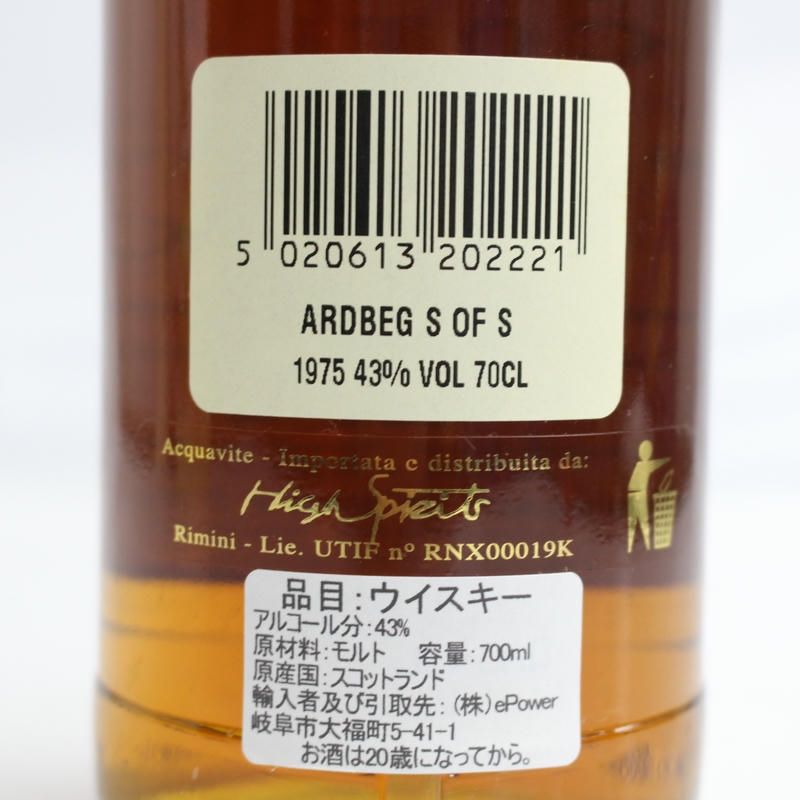 5 020613 202221
ARDBEG S OF S
1975 43% VOL 70CL
Acquavite - Importata e distribuita da:
High Spirits
Rimini - Lie. UTIF nº RNX00019K
品目:ウイスキー
アルコール分:43%
原材料:モルト 容量:700ml
原産国:スコットランド
輸入者及び引取先:(株)ePower
岐阜市大福町5-41-1
お酒は20歳になってから。